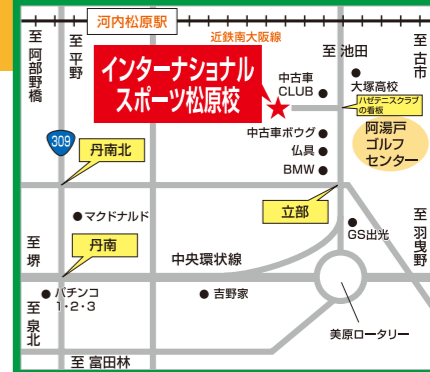 河内松原駅
近鉄南大阪線
至 阿部野橋
至 平野
至 池田
至 古市
インターナショナル
スポーツ松原校
中古車
CLUB
大塚高校
ハゼテニスクラブ
の看板
309
丹南北
中古車ボウグ
仏具
BMW
阿湯戸
ゴルフ
センター
マクドナルド
立部
GS出光
至 羽曳野
至 堺
丹南
中央環状線
パチンコ
1・2・3
吉野家
至 泉北
美原ロータリー
至 富田林